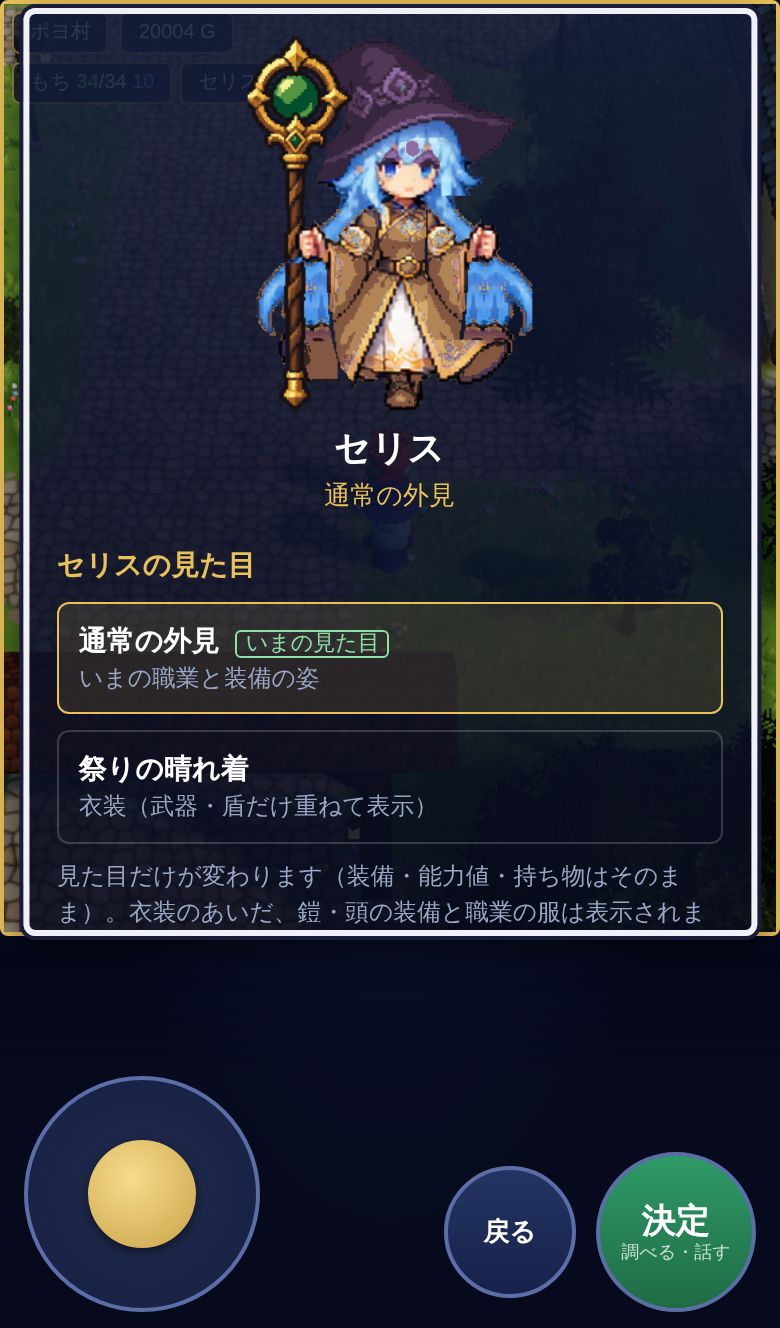 ポヨ村 20004 G
もち 34/34 10 セリス
セリス
通常の外見
セリスの見た目
通常の外見 いまの見た目
いまの職業と装備の姿
祭りの晴れ着
衣装（武器・盾だけ重ねて表示）
見た目だけが変わります（装備・能力値・持ち物はそのま
ま）。衣装のあいだ、鎧・頭の装備と職業の服は表示されま
戻る
決定
調べる・話す